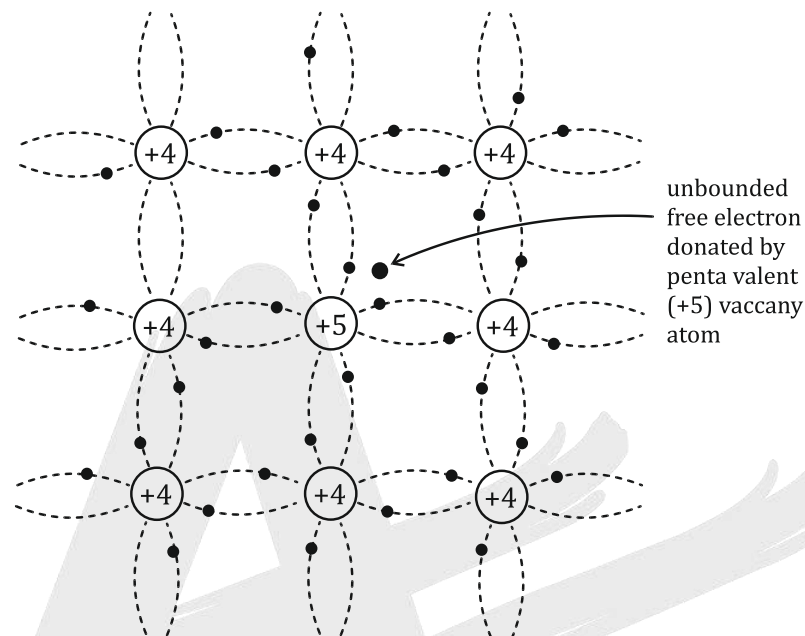 +4 +4 +4
unbounded
free electron
donated by
penta valent
(+5) vaccany
atom
+4 +5 +4
+4 +4 +4